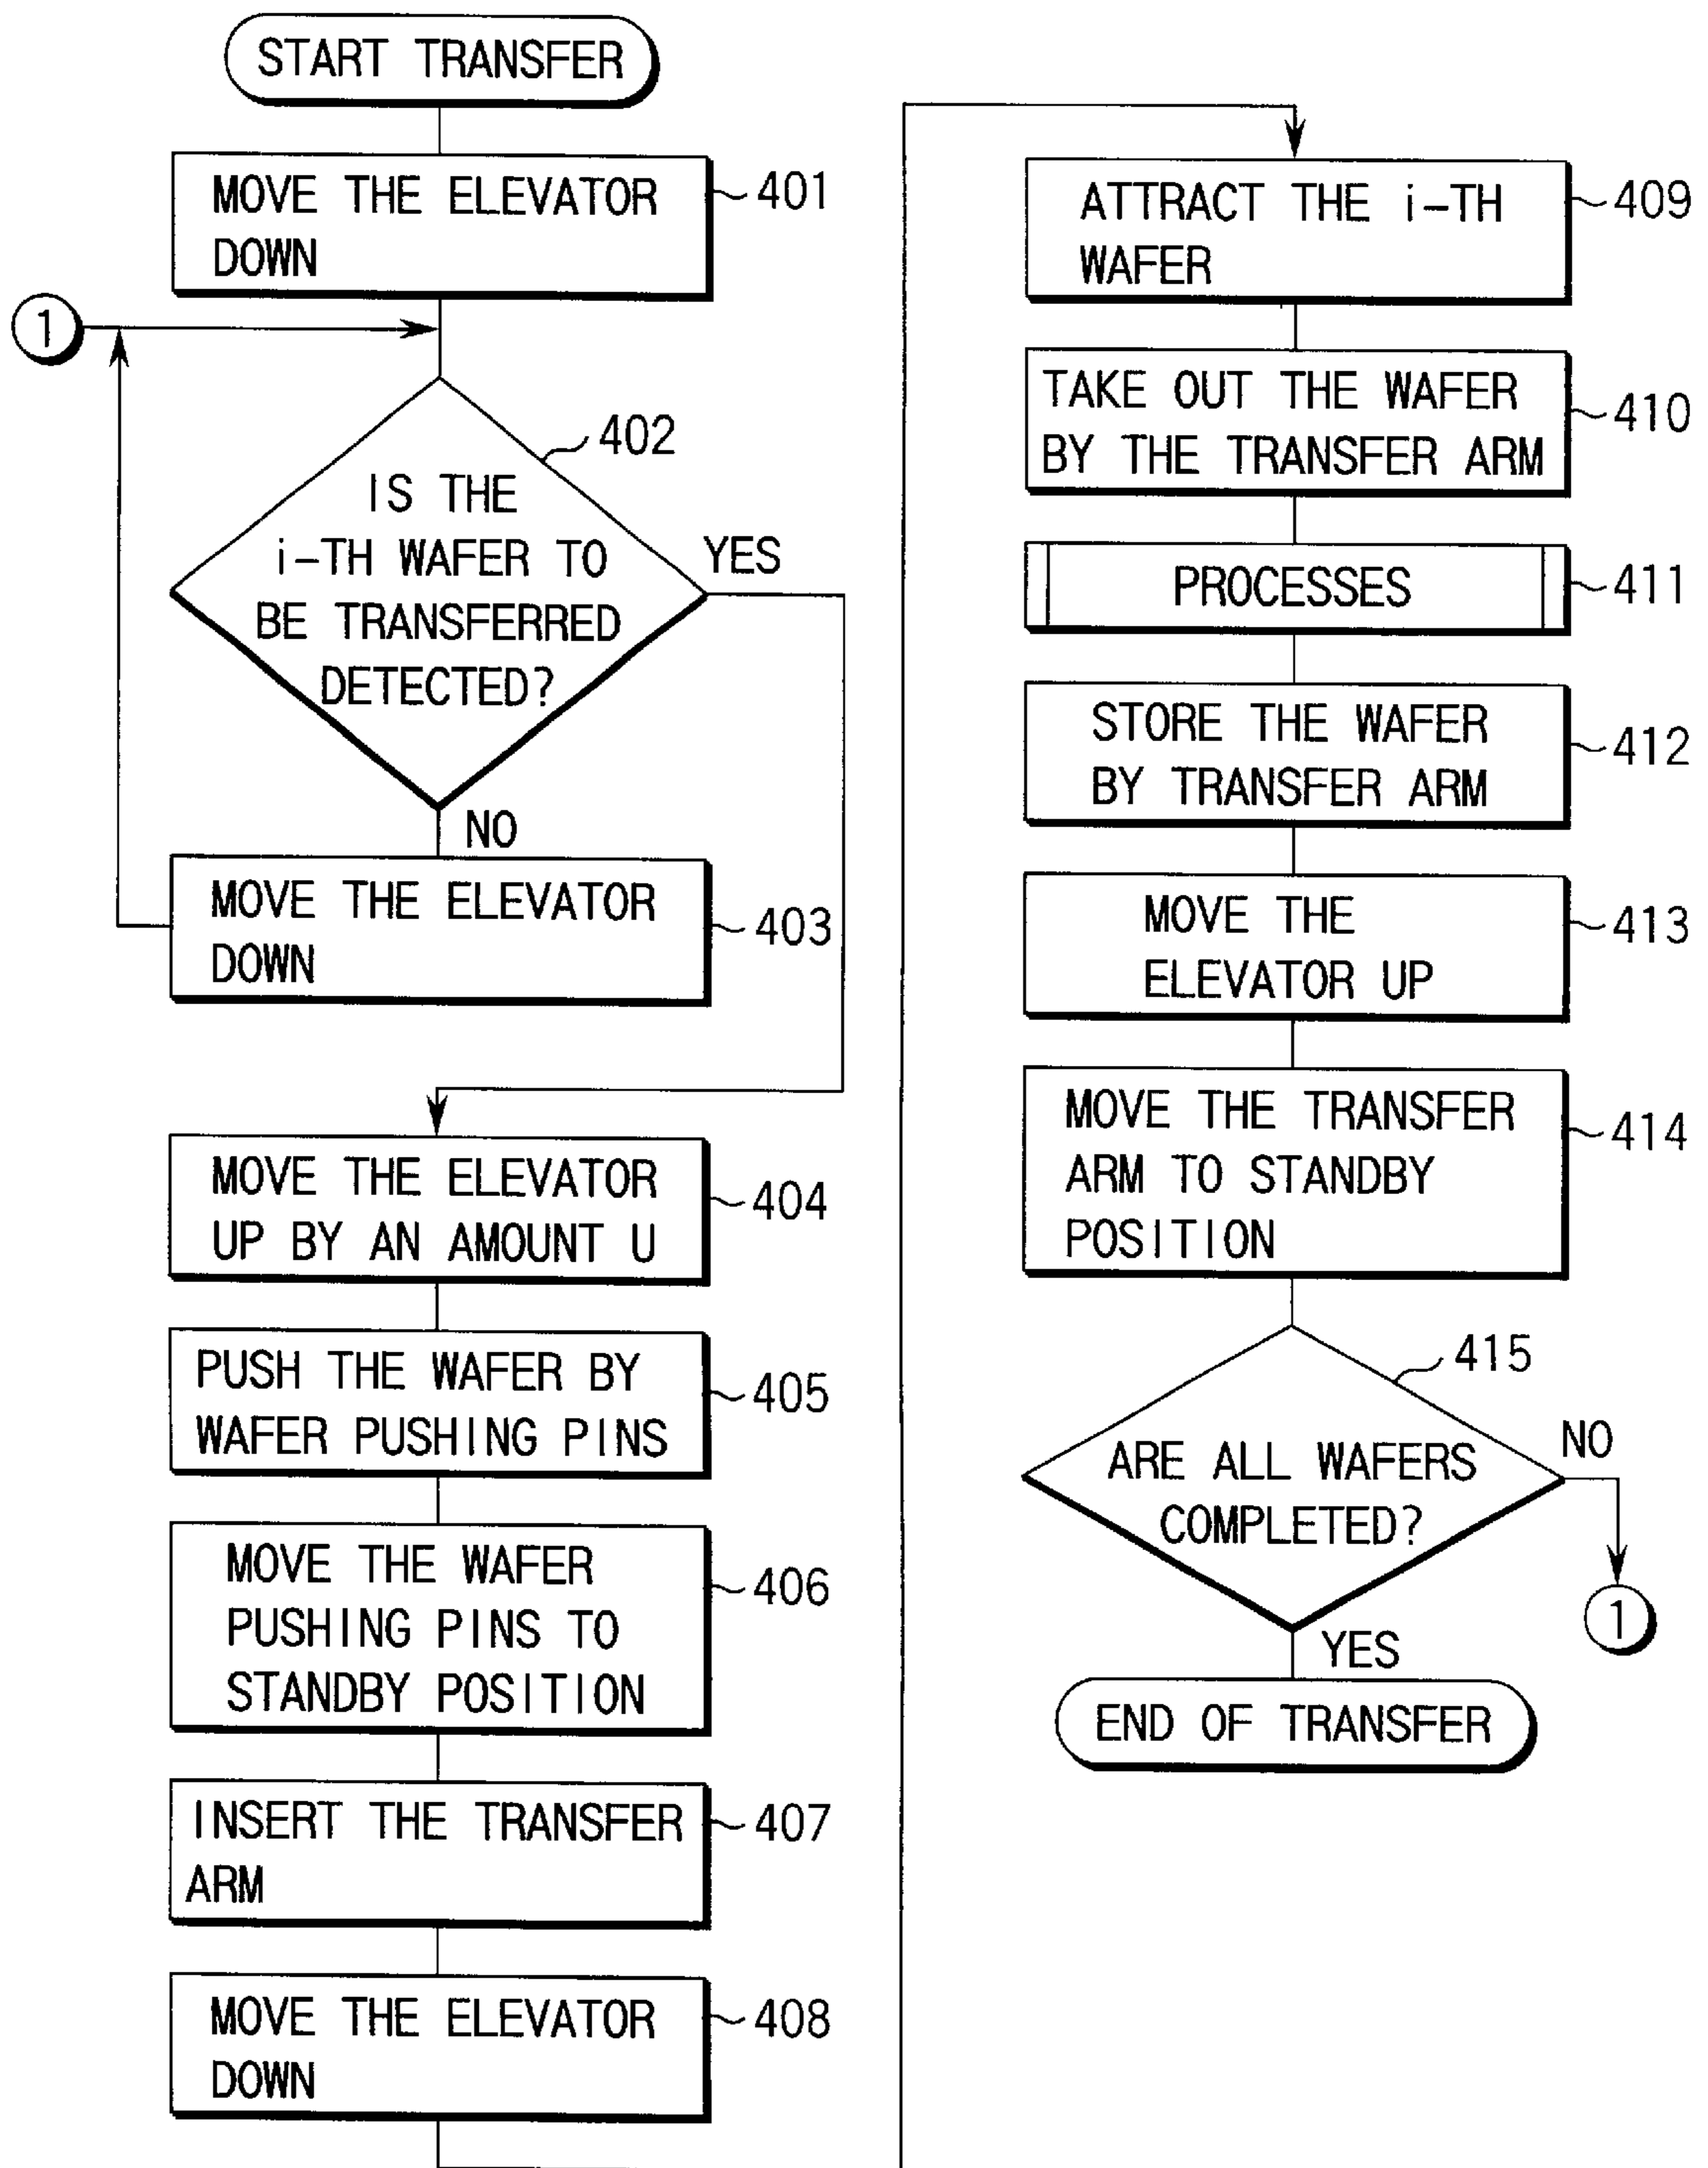 START TRANSFER
MOVE THE ELEVATOR
DOWN
401
1
402
IS THE
i-TH WAFER TO
BE TRANSFERRED
DETECTED?
YES
NO
MOVE THE ELEVATOR
DOWN
403
MOVE THE ELEVATOR
UP BY AN AMOUNT U
404
PUSH THE WAFER BY
WAFER PUSHING PINS
405
MOVE THE WAFER
PUSHING PINS TO
STANDBY POSITION
406
INSERT THE TRANSFER
ARM
407
MOVE THE ELEVATOR
DOWN
408
ATTRACT THE i-TH
WAFER
409
TAKE OUT THE WAFER
BY THE TRANSFER ARM
410
PROCESSES
411
STORE THE WAFER
BY TRANSFER ARM
412
MOVE THE
ELEVATOR UP
413
MOVE THE TRANSFER
ARM TO STANDBY
POSITION
414
415
ARE ALL WAFERS
COMPLETED?
NO
1
YES
END OF TRANSFER